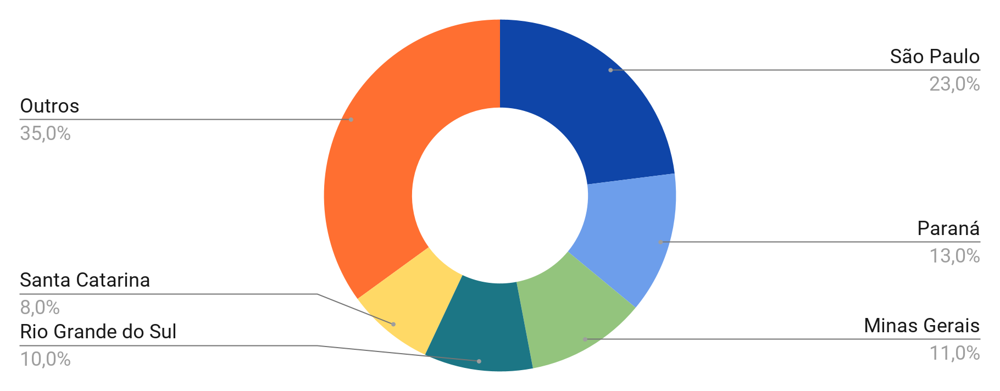 São Paulo
23,0%
Outros
35,0%
Paraná
13,0%
Santa Catarina
8,0%
Minas Gerais
11,0%
Rio Grande do Sul
10,0%